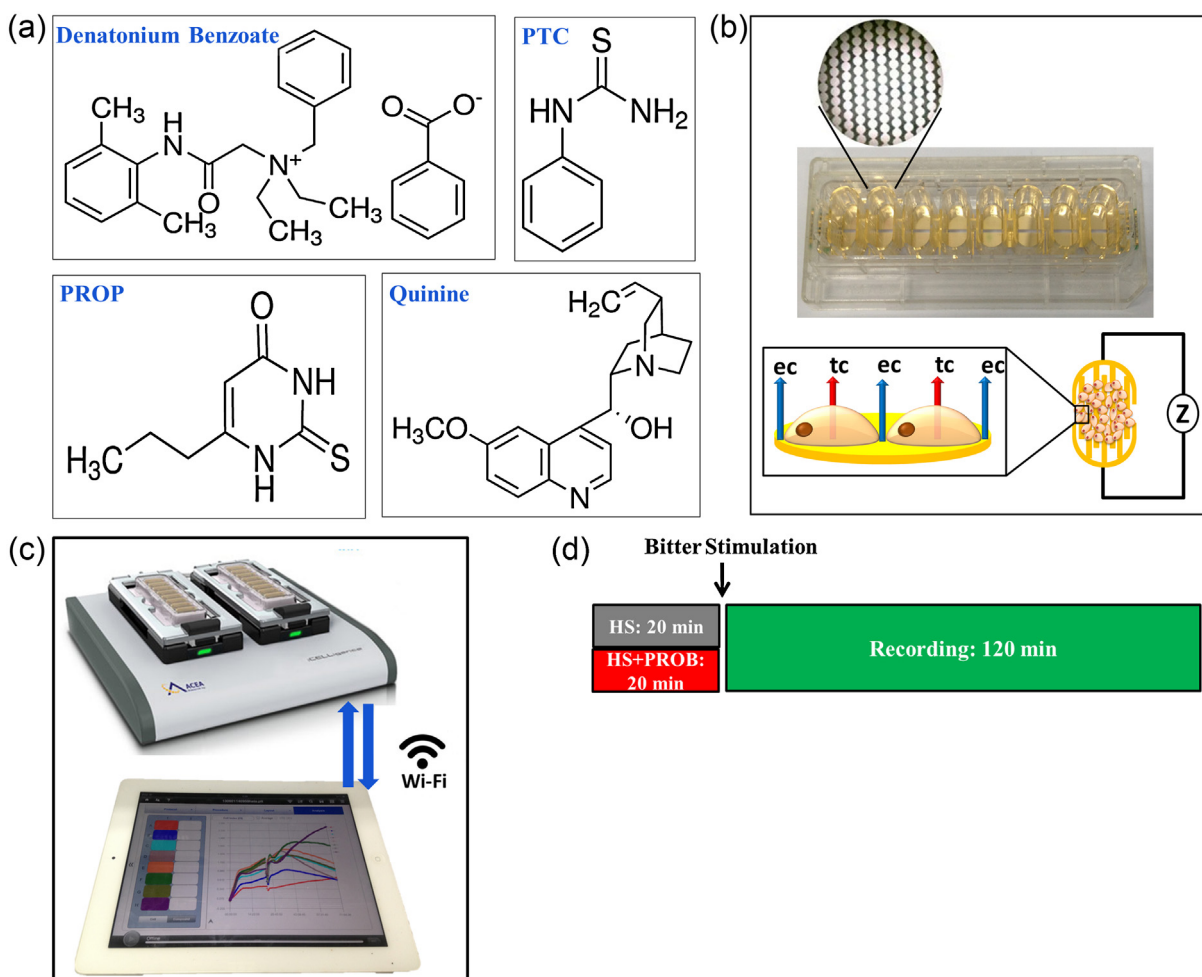 (a)
Denatonium Benzoate
CH3
H
N
O
N+
CH3
CH3
CH3
O
O-
PTC
S
HN
NH2
(b)
PROP
O
NH
N
H
S
H3C
Quinine
H2C
N
H3CO
OH
N
ec tc ec tc ec
Z
(c)
iCELLigence
ACEA
Wi-Fi
(d)
Bitter Stimulation
HS: 20 min
HS+PROB:
20 min
Recording: 120 min